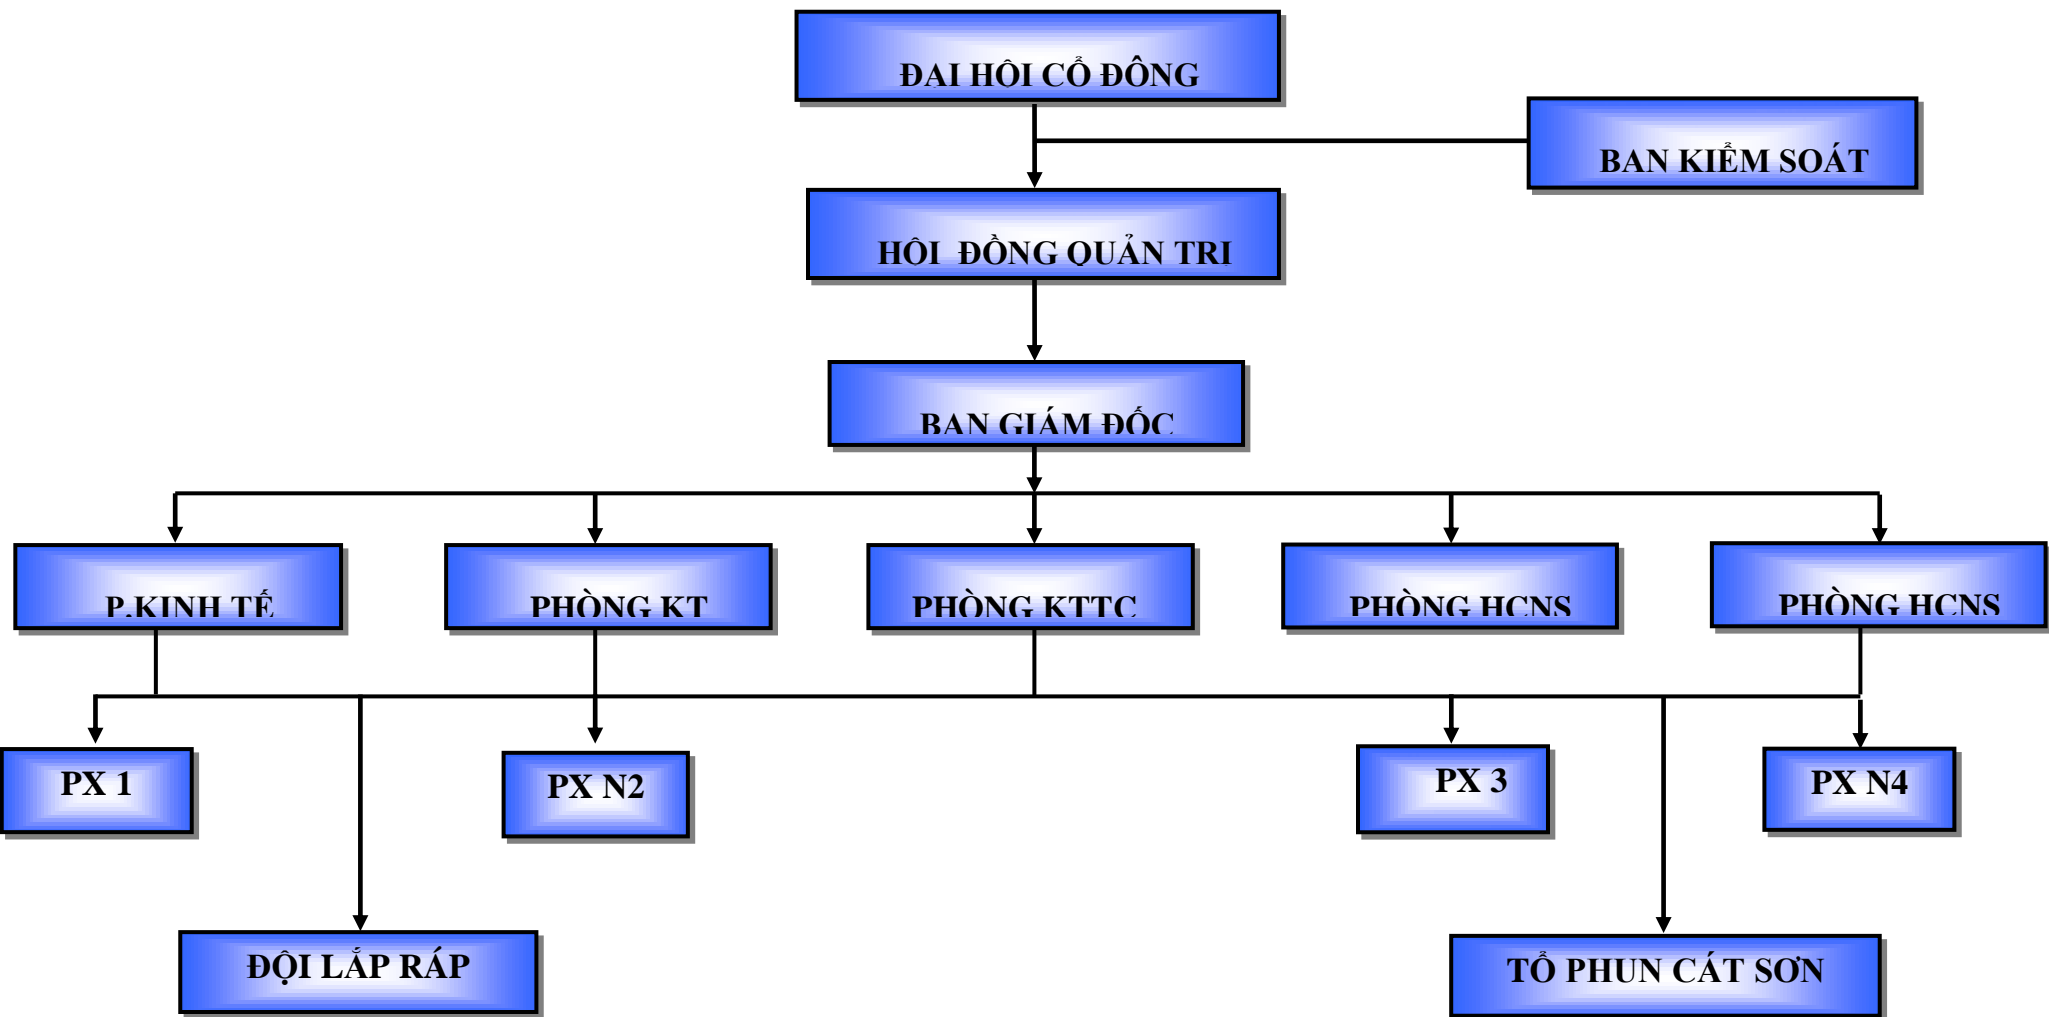 ĐẠI HỘI CỔ ĐÔNG
BAN KIỂM SOÁT
HỘI ĐỒNG QUẢN TRỊ
BAN GIÁM ĐỐC
P.KINH TẾ
PHÒNG KT
PHÒNG KTTC
PHÒNG HCNS
PHÒNG HCNS
PX 1
PX N2
PX 3
PX N4
ĐỘI LẮP RÁP
TỔ PHUN CÁT SƠN